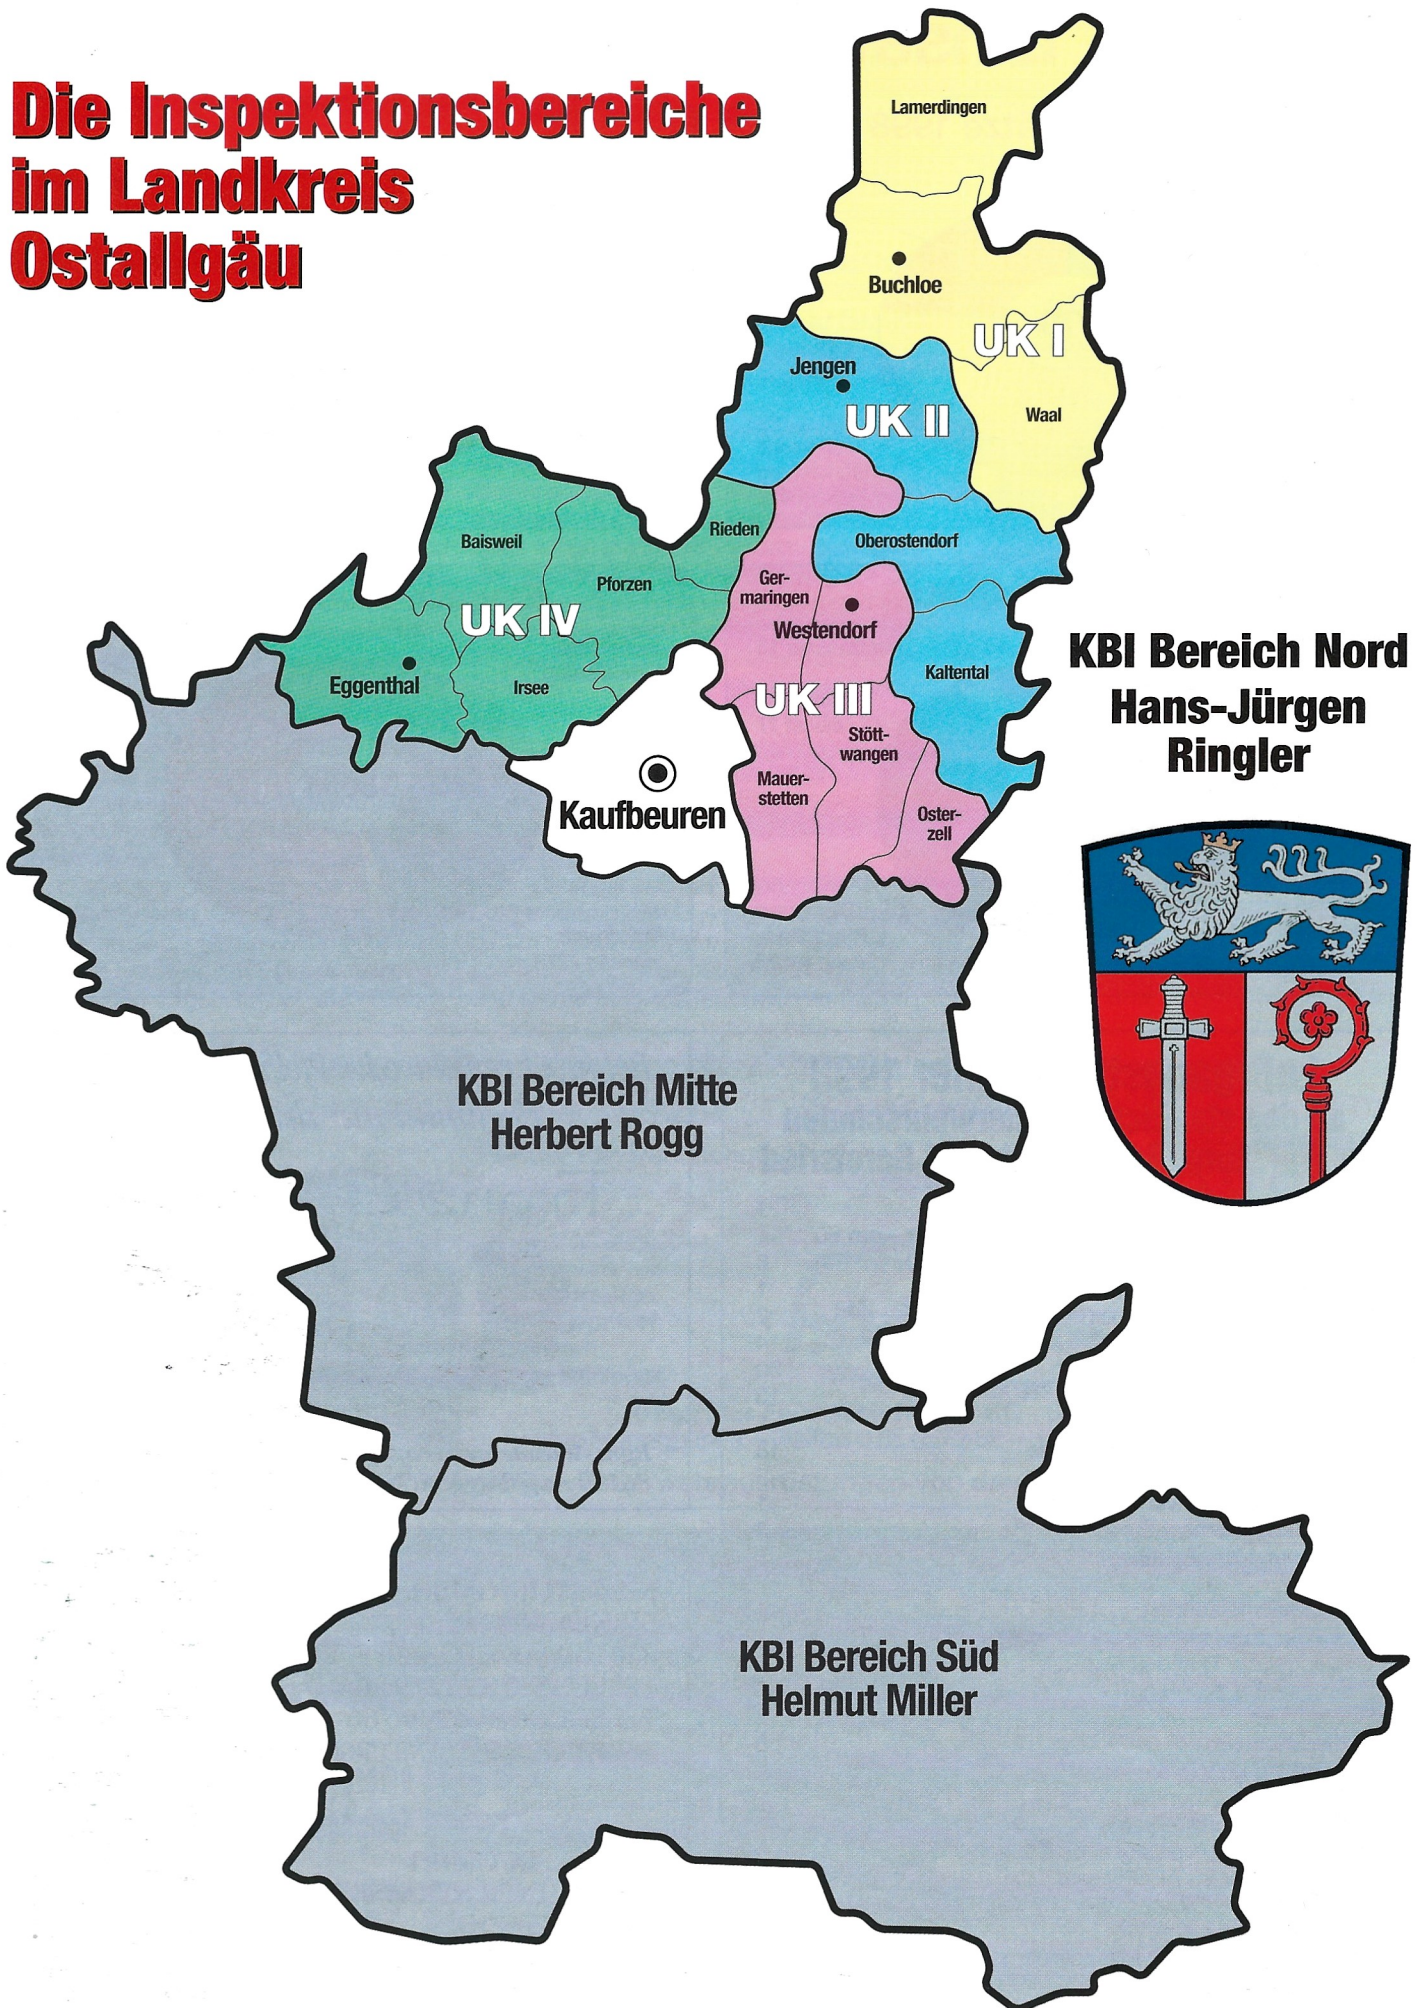 Die Inspektionsbereiche
im Landkreis
Ostallgäu
Lamerdingen
Buchloe
UK I
Jengen
UK II
Waal
Baisweil
Rieden
Oberostendorf
Pforzen
Ger-
maringen
UK IV
Westendorf
Eggenthal
Irsee
Kaltental
UK III
Stött-
wangen
Mauer-
stetten
Kaufbeuren
Oster-
zell
KBI Bereich Nord
Hans-Jürgen
Ringler
KBI Bereich Mitte
Herbert Rogg
KBI Bereich Süd
Helmut Miller